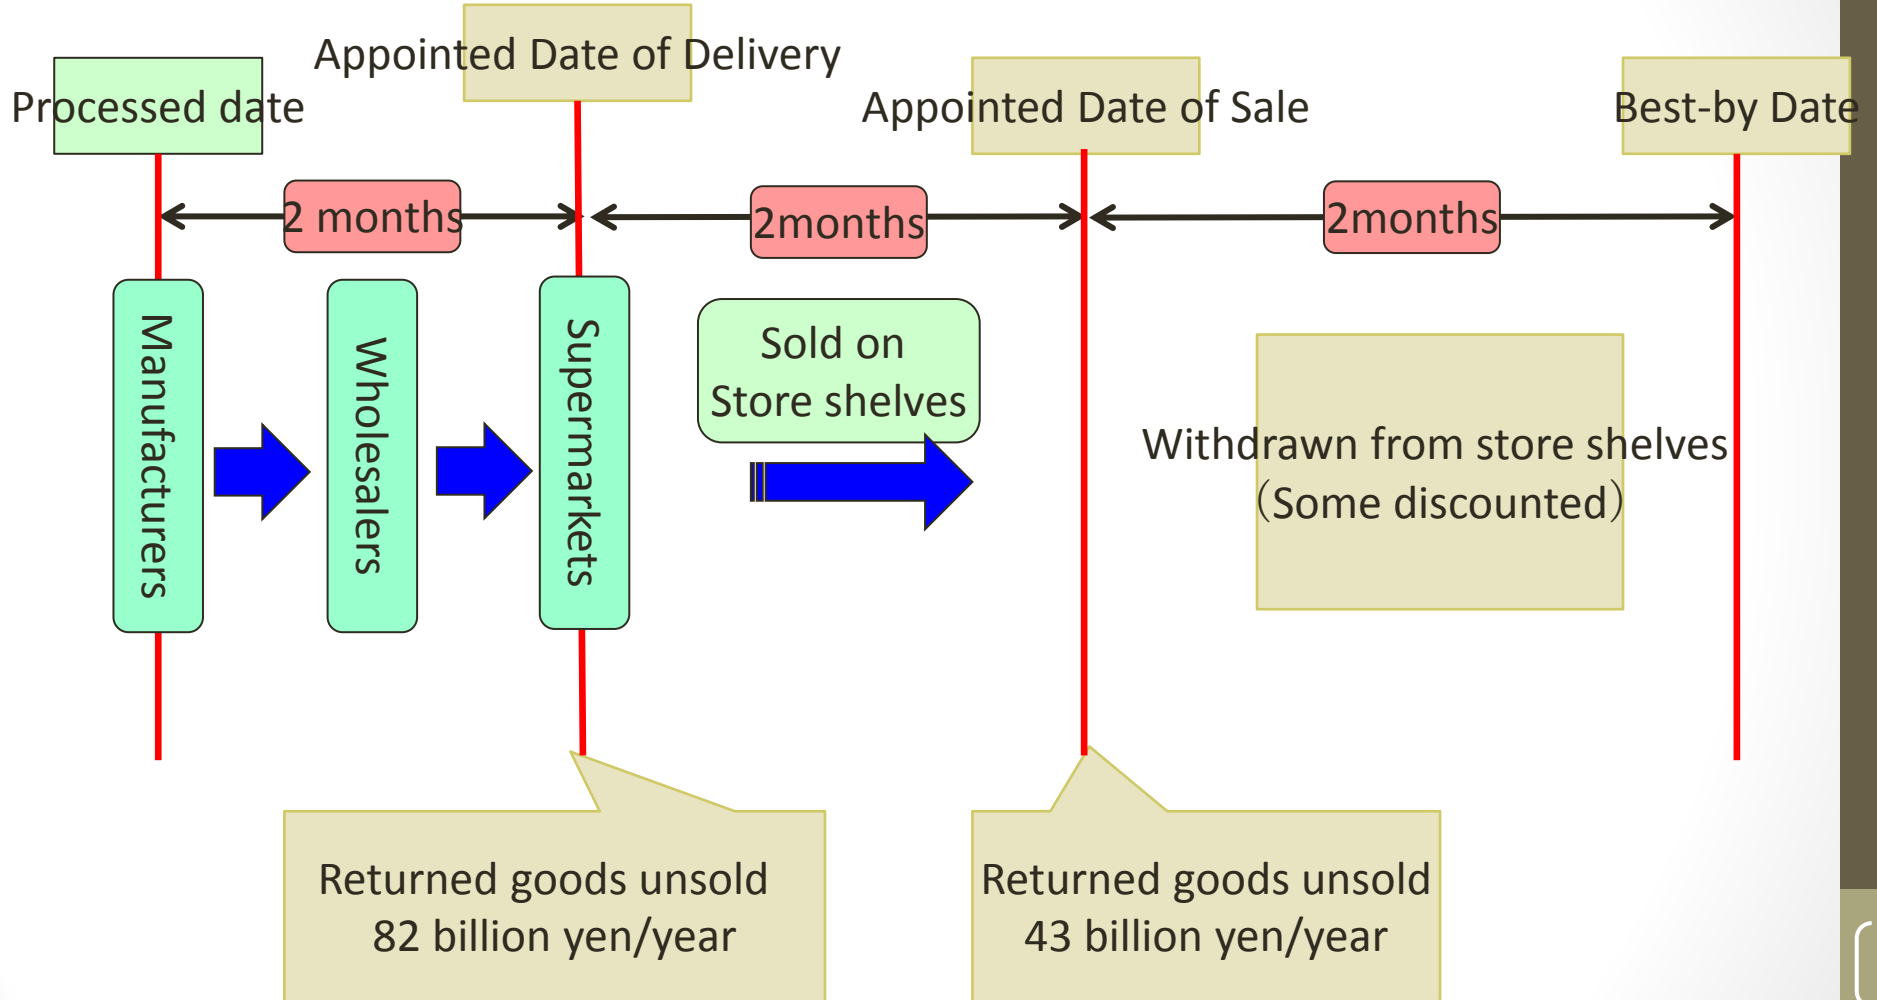 Appointed Date of Delivery
Processed date
Appointed Date of Sale
Best-by Date
2 months
2months
2months
Manufacturers
Wholesalers
Supermarkets
Sold on
Store shelves
Withdrawn from store shelves
（Some discounted）
Returned goods unsold
82 billion yen/year
Returned goods unsold
43 billion yen/year